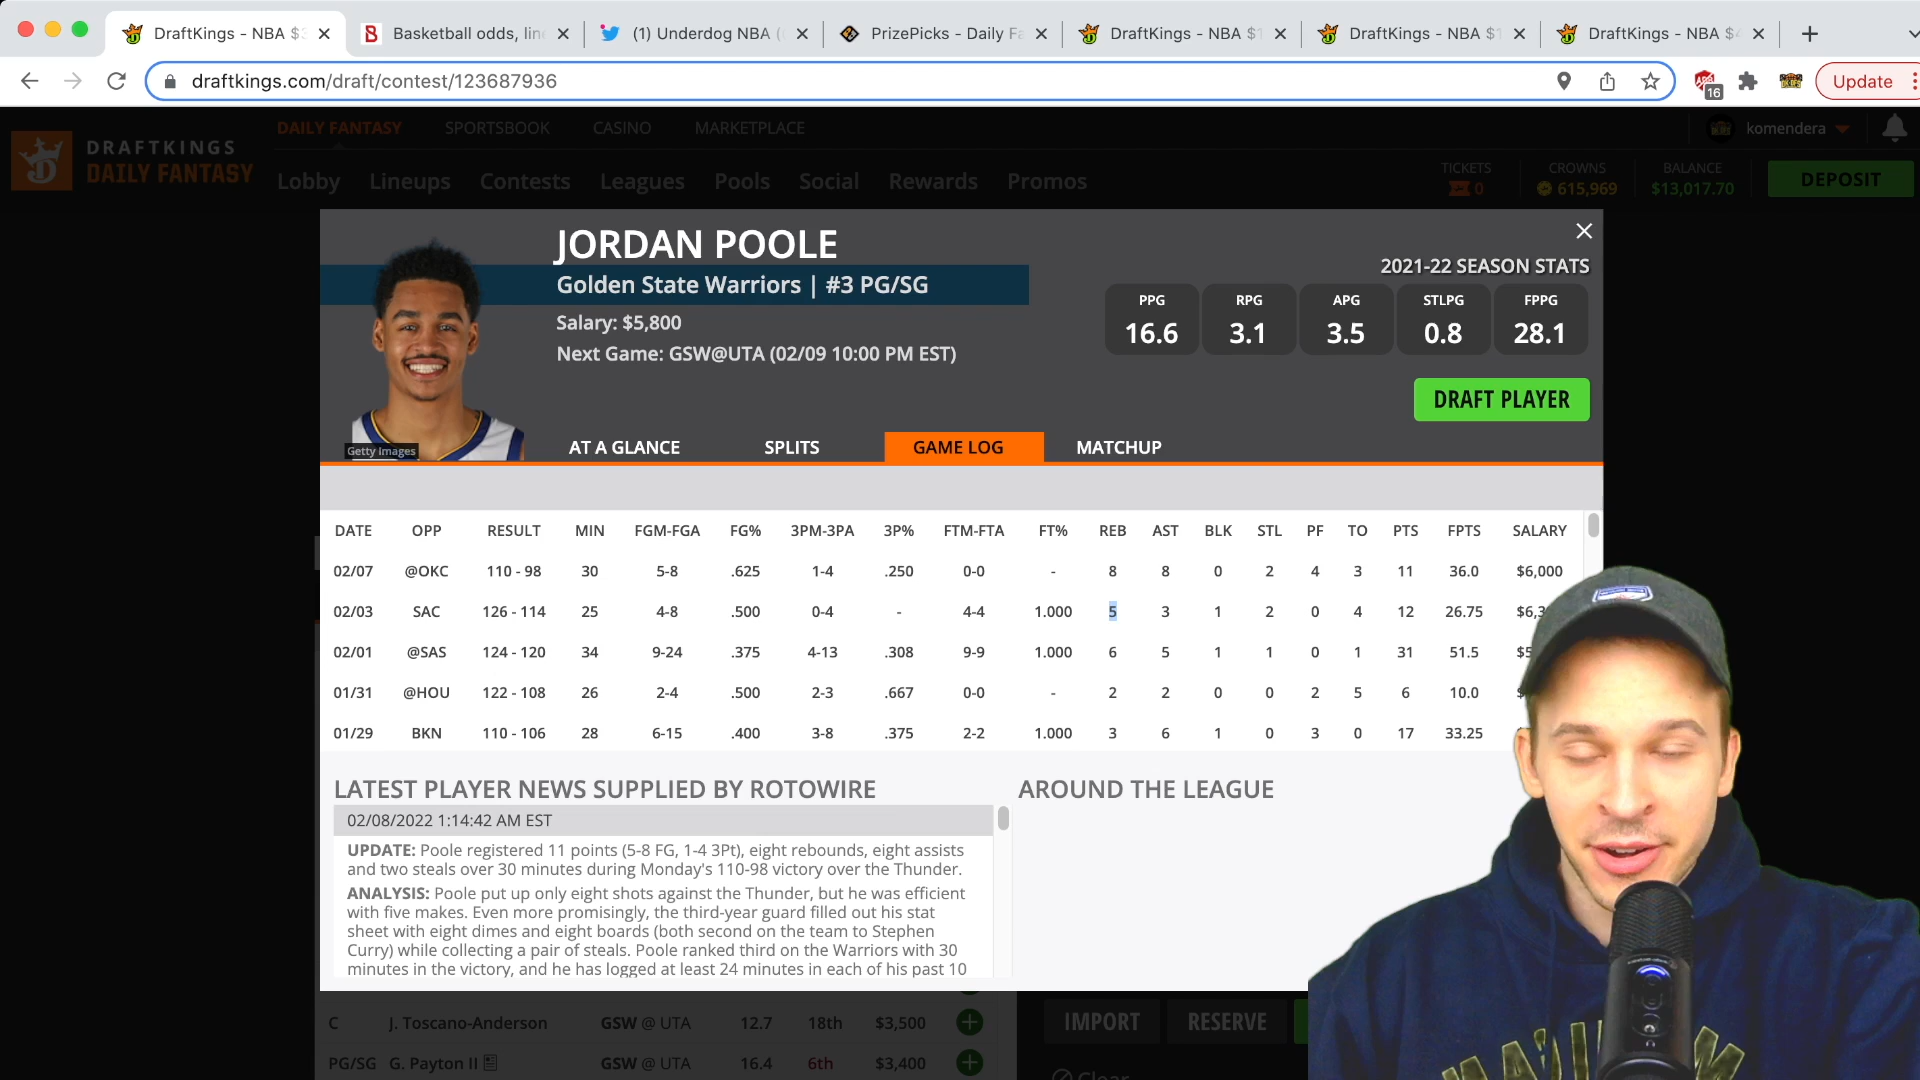 DraftKings - NBA $3
Basketball odds, line
(1) Underdog NBA (
PrizePicks - Daily Fa
DraftKings - NBA $1
DraftKings - NBA $1
DraftKings - NBA $4
draftkings.com/draft/contest/123687936
16
Update
DRAFTKINGS
DAILY FANTASY
DAILY FANTASY SPORTSBOOK CASINO MARKETPLACE
komendera
Lobby Lineups Contests Leagues Pools Social Rewards Promos
TICKETS CROWNS BALANCE
0 615,969 $13,017.70
DEPOSIT
JORDAN POOLE
Golden State Warriors | #3 PG/SG
Salary: $5,800
Next Game: GSW@UTA (02/09 10:00 PM EST)
2021-22 SEASON STATS
PPG RPG APG STLPG FPPG
16.6 3.1 3.5 0.8 28.1
DRAFT PLAYER
Getty Images
AT A GLANCE SPLITS GAME LOG MATCHUP
DATE OPP RESULT MIN FGM-FGA FG% 3PM-3PA 3P% FTM-FTA FT% REB AST BLK STL PF TO PTS FPTS SALARY
02/07 @OKC 110 - 98 30 5-8 .625 1-4 .250 0-0 - 8 8 0 2 4 3 11 36.0 $6,000
02/03 SAC 126 - 114 25 4-8 .500 0-4 - 4-4 1.000 5 3 1 2 0 4 12 26.75 $6,3
02/01 @SAS 124 - 120 34 9-24 .375 4-13 .308 9-9 1.000 6 5 1 1 0 1 31 51.5 $5
01/31 @HOU 122 - 108 26 2-4 .500 2-3 .667 0-0 - 2 2 0 0 2 5 6 10.0 $
01/29 BKN 110 - 106 28 6-15 .400 3-8 .375 2-2 1.000 3 6 1 0 3 0 17 33.25
LATEST PLAYER NEWS SUPPLIED BY ROTOWIRE
AROUND THE LEAGUE
02/08/2022 1:14:42 AM EST
UPDATE: Poole registered 11 points (5-8 FG, 1-4 3Pt), eight rebounds, eight assists
and two steals over 30 minutes during Monday's 110-98 victory over the Thunder.
ANALYSIS: Poole put up only eight shots against the Thunder, but he was efficient
with five makes. Even more promisingly, the third-year guard filled out his stat
sheet with eight dimes and eight boards (both second on the team to Stephen
Curry) while collecting a pair of steals. Poole ranked third on the Warriors with 30
minutes in the victory, and he has logged at least 24 minutes in each of his past 10
C J. Toscano-Anderson GSW @ UTA 12.7 18th $3,500
IMPORT RESERVE
PG/SG G. Payton II GSW @ UTA 16.4 6th $3,400
Clear